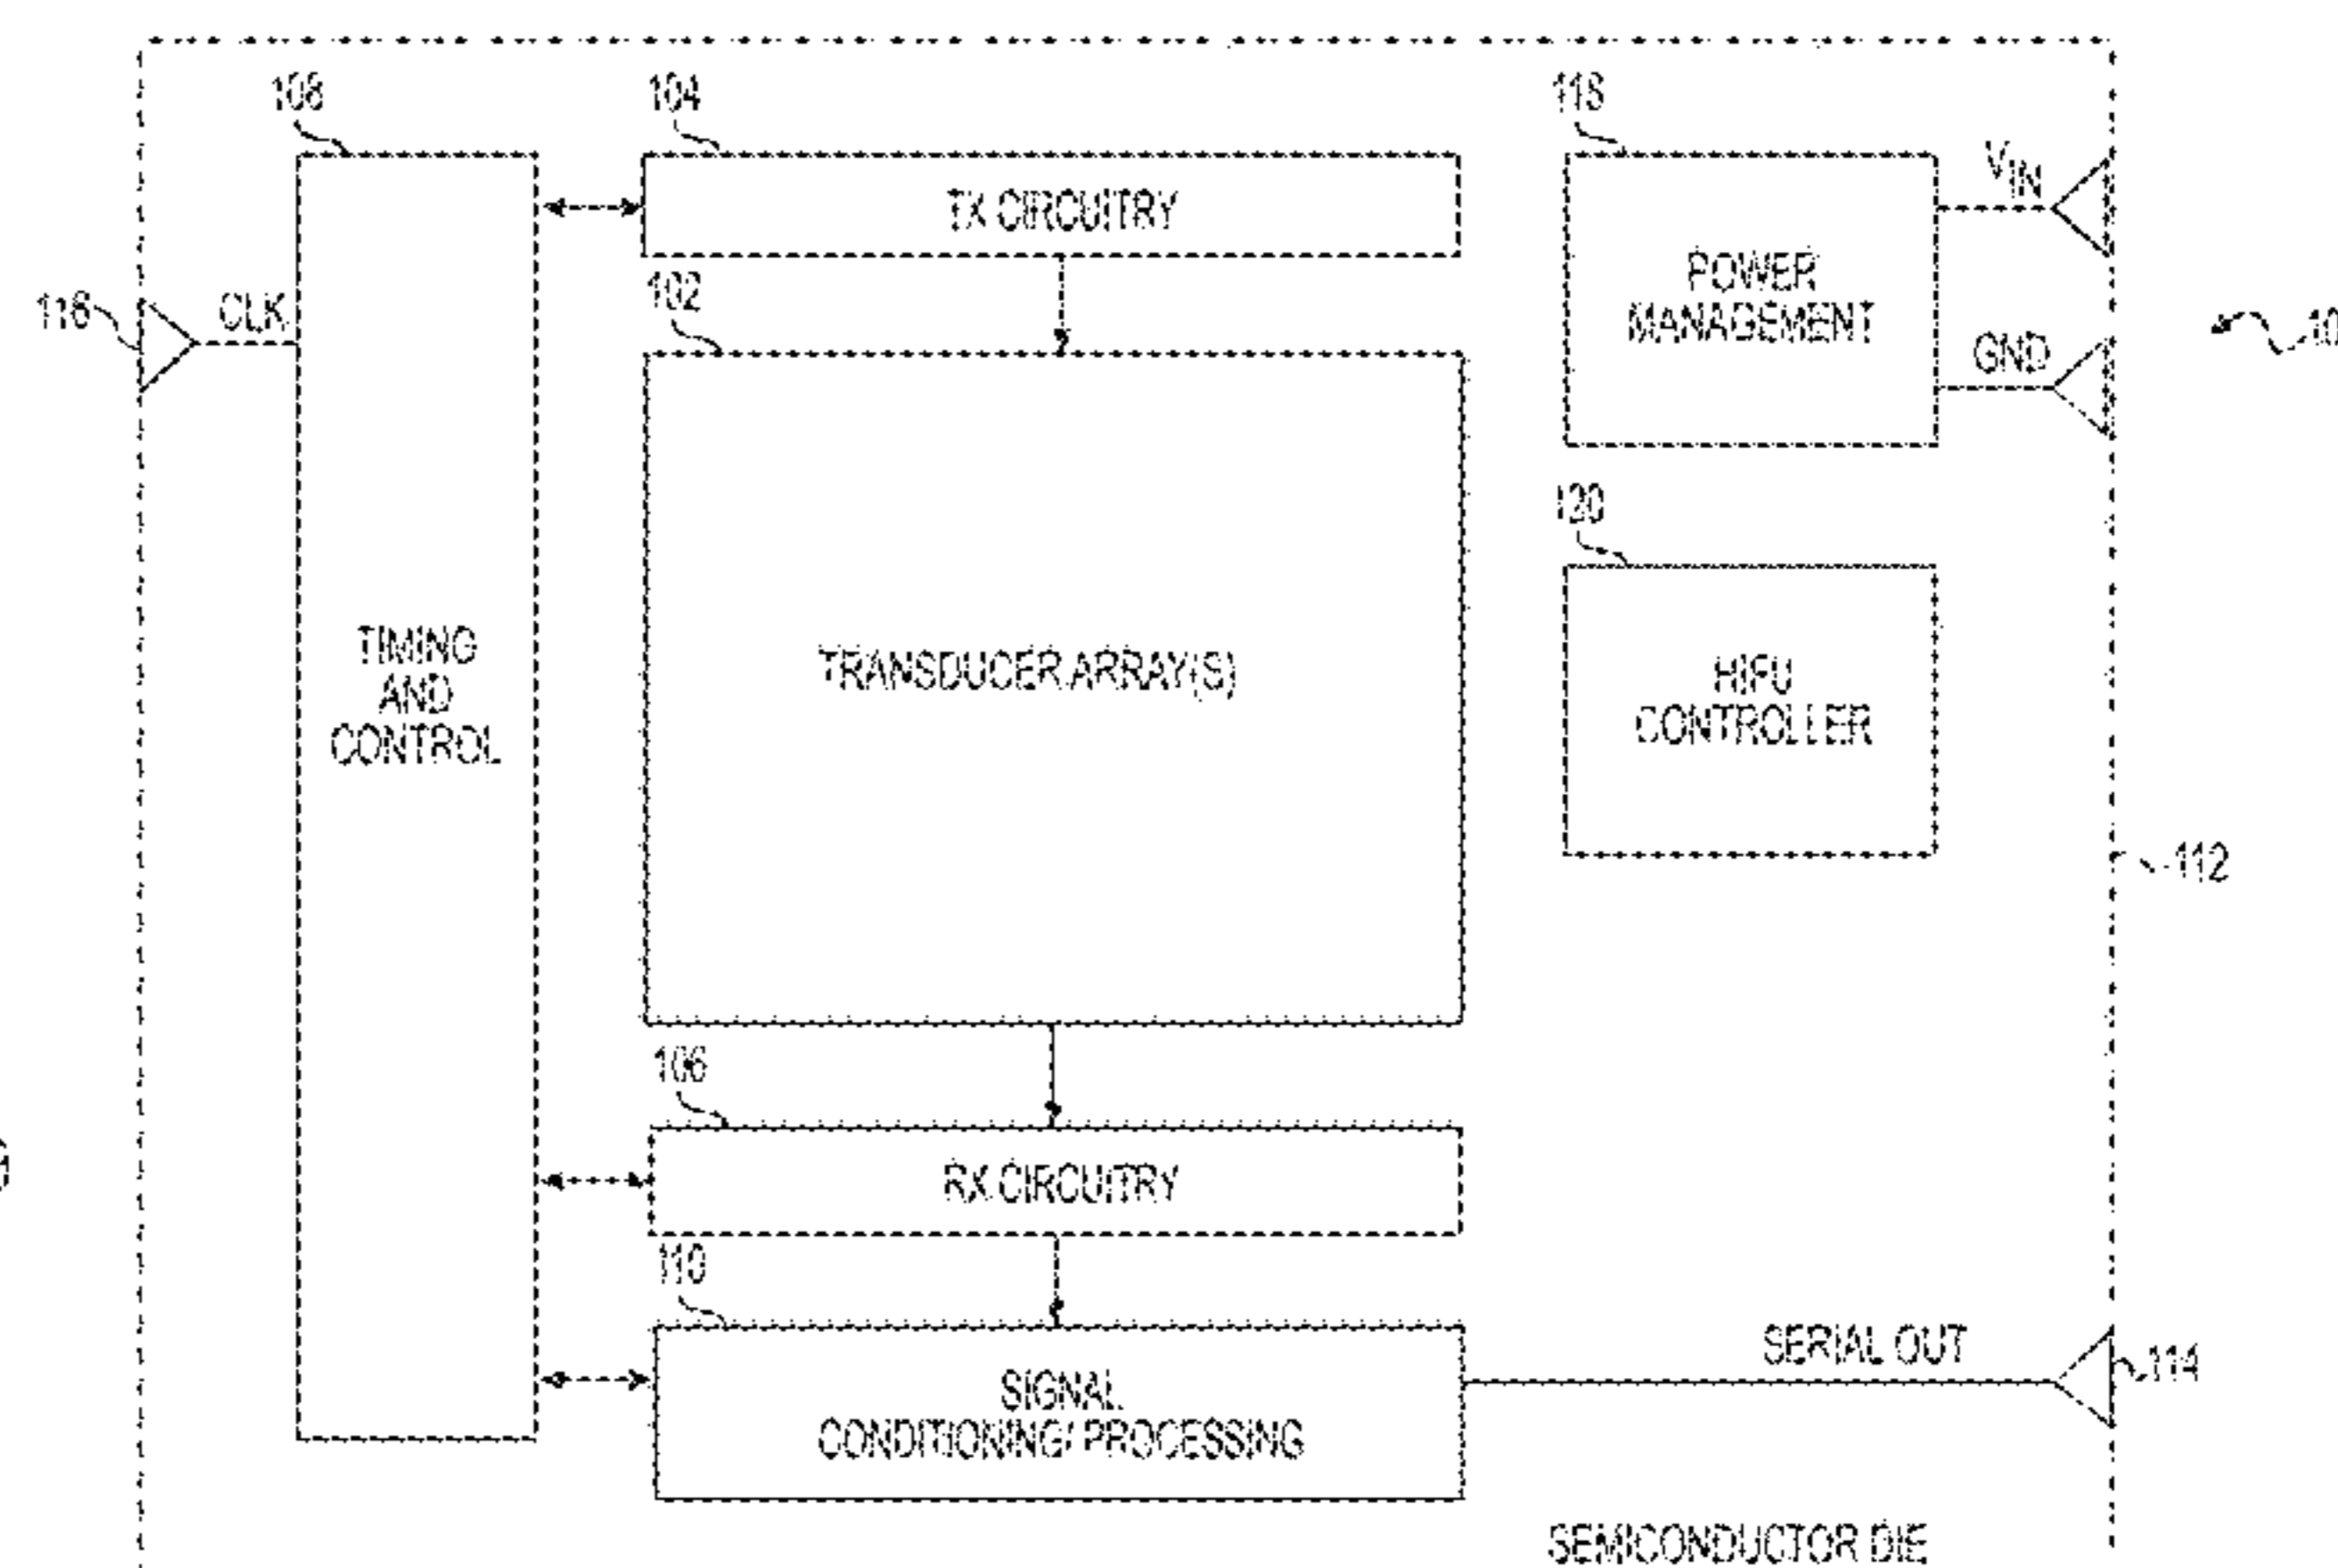 108
104
118
TX CIRCUITRY
VIN
POWER
MANAGEMENT
102
CLK
GND
120
TIMING
AND
CONTROL
TRANSDUCER ARRAY(S)
HIFU
CONTROLLER
112
106
RX CIRCUITRY
110
SERIAL OUT
114
SIGNAL
CONDITIONING/ PROCESSING
SEMICONDUCTOR DIE